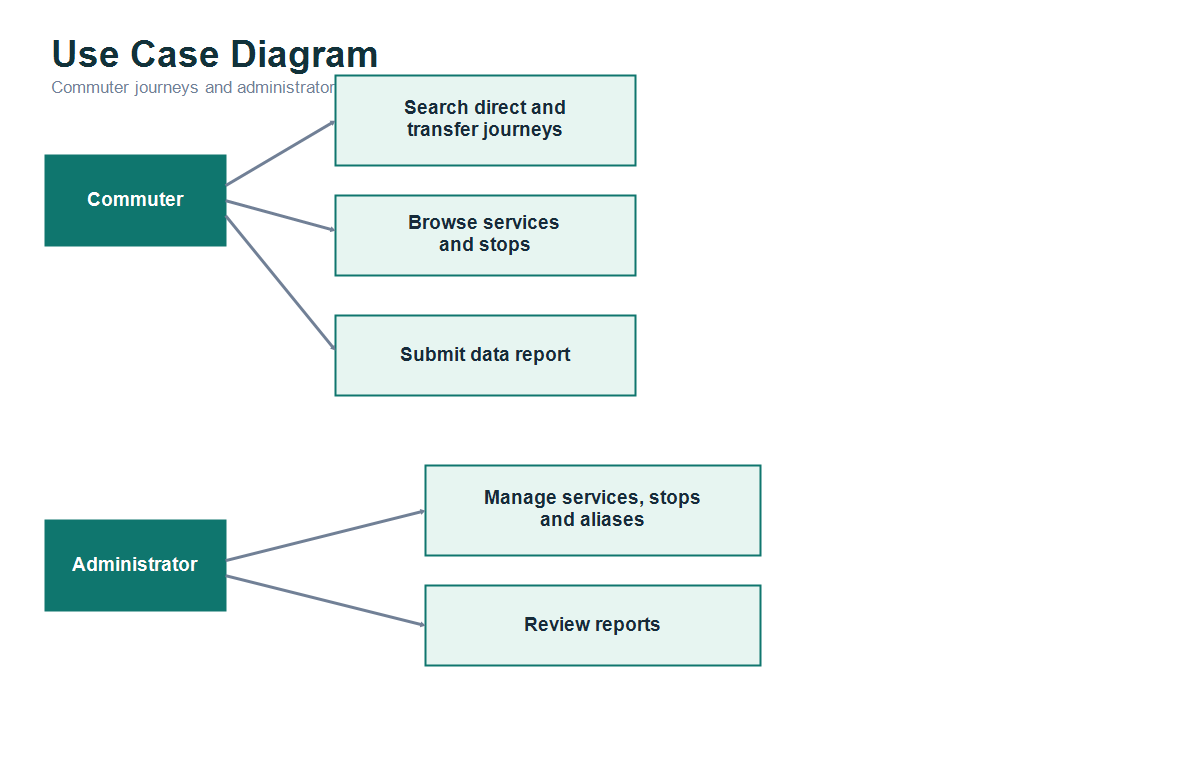 Use Case Diagram
Commuter journeys and administrator
Search direct and
transfer journeys
Commuter
Browse services
and stops
Submit data report
Manage services, stops
and aliases
Administrator
Review reports